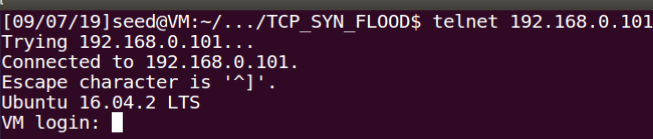 [09/07/19]seed@VM:~/.../TCP_SYN_FLOOD$ telnet 192.168.0.101
Trying 192.168.0.101...
Connected to 192.168.0.101.
Escape character is '^]'.
Ubuntu 16.04.2 LTS
VM login: